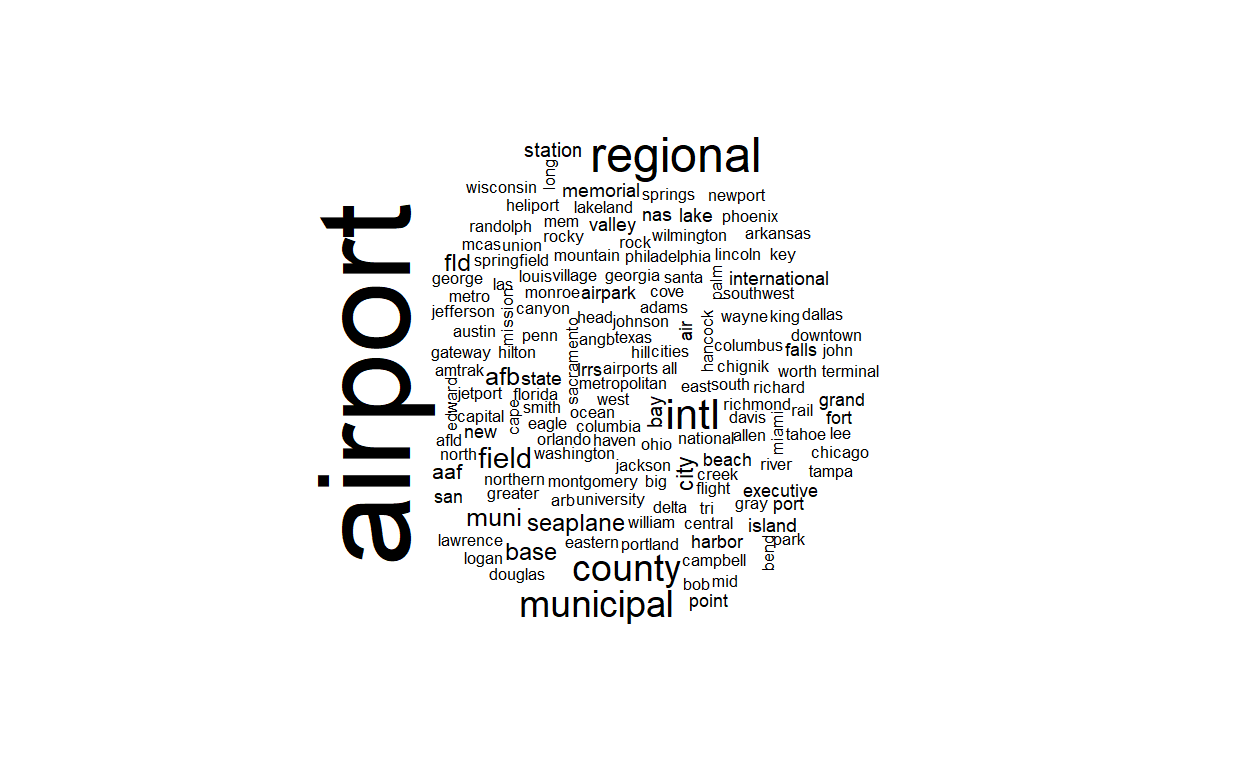 airport
station regional
long
wisconsin memorial springs newport
heliport lakeland nas lake phoenix
randolph mem valley
mcas union rocky rock wilmington arkansas
fld springfield mountain philadelphia lincoln key
george las louisville village georgia santa palm international
metro mission monroe airpark cove southwest
jefferson canyon head johnson adams air hancock wayne king dallas
austin penn sacramento angb texas columbus downtown
gateway hilton hill cities falls john
amtrak afb state lrrs airports all chignik worth terminal
edward jetport florida metropolitan east south richard
capital cape smith west ocean bay intl richmond rail grand
new eagle columbia davis miami fort
afld orlando haven ohio national allen tahoe lee
north field washington city beach river chicago
aaf northern montgomery jackson big creek tampa
san greater arb university flight executive
muni seaplane william delta tri gray port
central island
lawrence base eastern portland harbor bend park
logan county campbell
douglas bob mid
municipal point